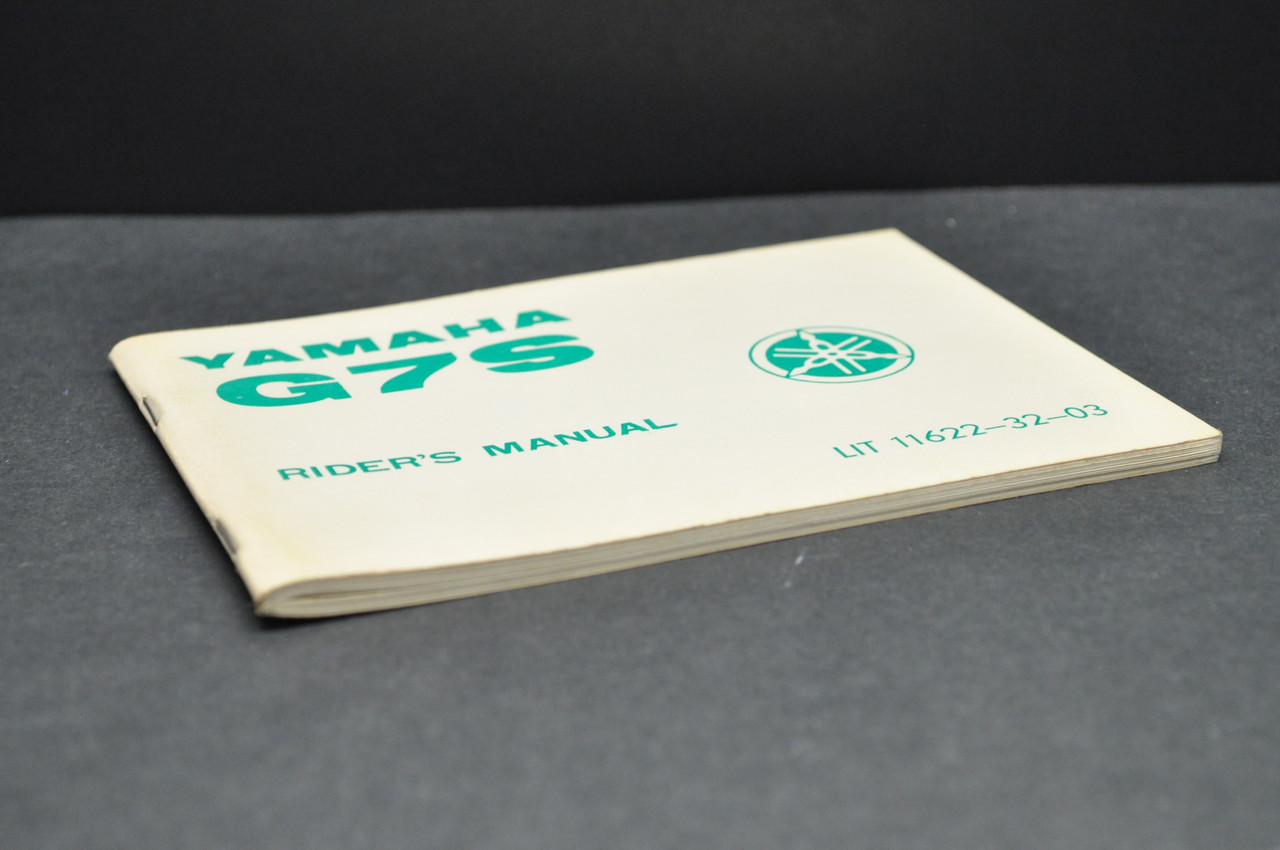 YAMAHA
G7S
RIDER'S MANUAL
LIT 11622-32-03